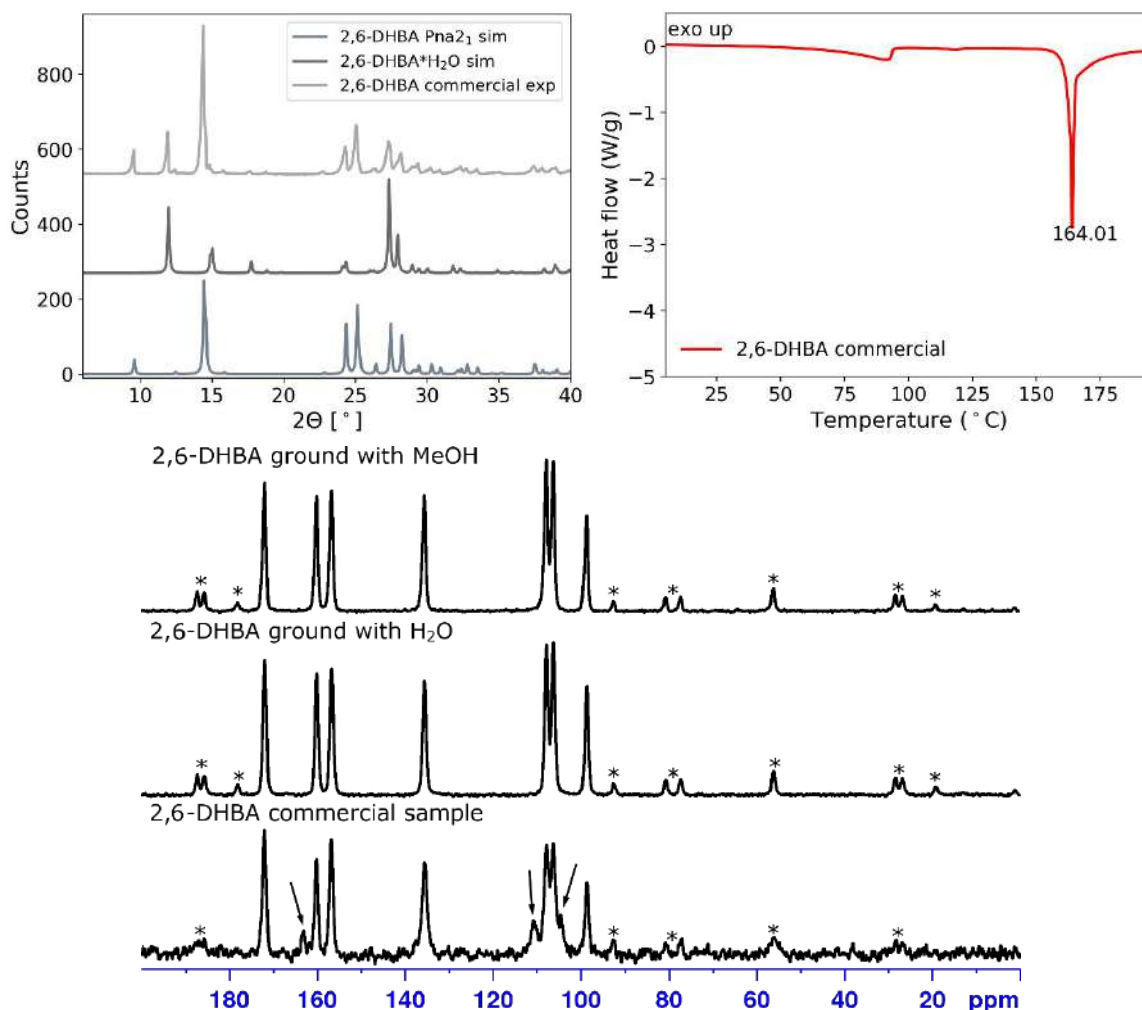 2,6-DHBA Pna2₁ sim
2,6-DHBA*H₂O sim
2,6-DHBA commercial exp
800
600
400
200
0
Counts
10 15 20 25 30 35 40
2Θ [°]
exo up
0
−1
−2
−3
−4
−5
Heat flow (W/g)
164.01
2,6-DHBA commercial
25 50 75 100 125 150 175
Temperature (°C)
2,6-DHBA ground with MeOH
* * * * * * *
2,6-DHBA ground with H₂O
* * * * * * *
2,6-DHBA commercial sample
* * * * *
180 160 140 120 100 80 60 40 20 ppm